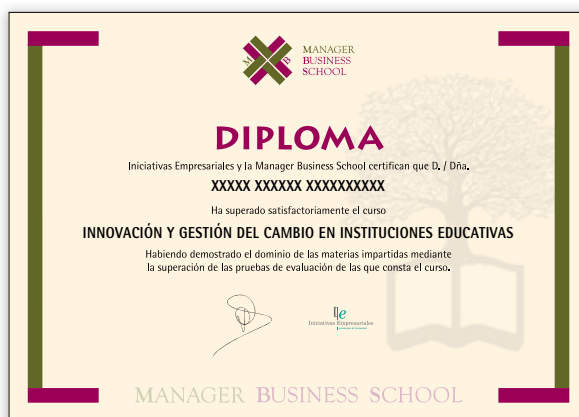 M B
MANAGER
BUSINESS
SCHOOL
DIPLOMA
Iniciativas Empresariales y la Manager Business School certifican que D. / Dña.
XXXXX XXXXXX XXXXXXXXXX
Ha superado satisfactoriamente el curso
INNOVACIÓN Y GESTIÓN DEL CAMBIO EN INSTITUCIONES EDUCATIVAS
Habiendo demostrado el dominio de las materias impartidas mediante
la superación de las pruebas de evaluación de las que consta el curso.
Ie
Iniciativas Empresariales
MANAGER BUSINESS SCHOOL